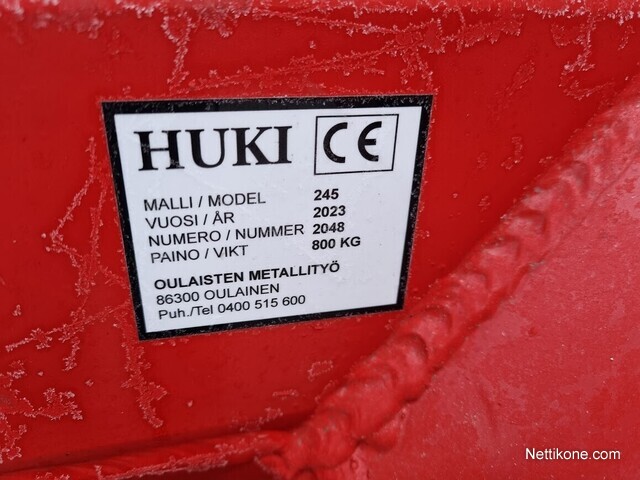 HUKI CE
MALLI / MODEL 245
VUOSI / ÅR 2023
NUMERO / NUMMER 2048
PAINO / VIKT 800 KG
OULAISTEN METALLITYÖ
86300 OULAINEN
Puh./Tel 0400 515 600
Nettikone.com